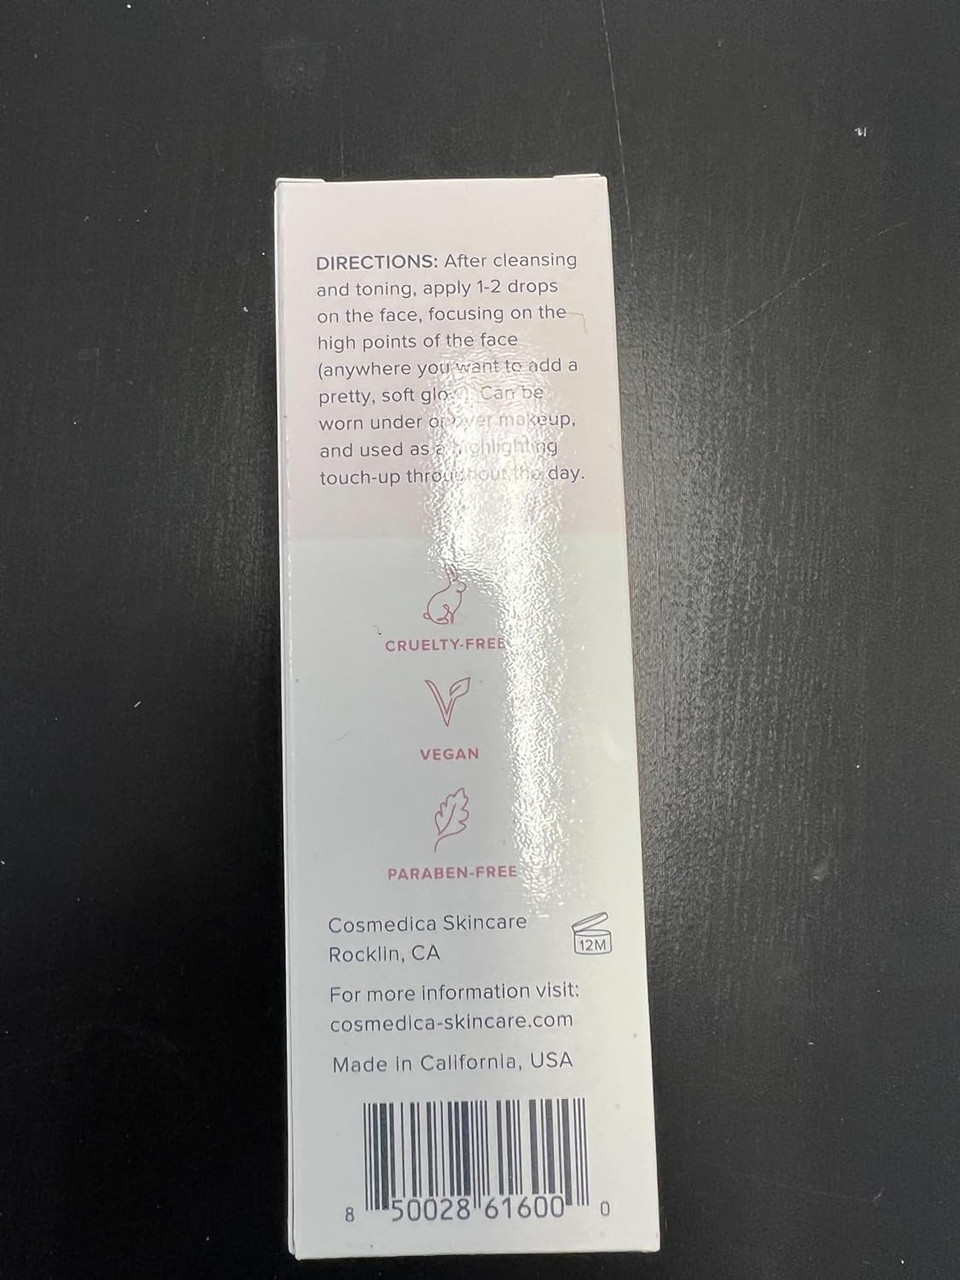 DIRECTIONS: After cleansing
and toning, apply 1-2 drops
on the face, focusing on the
high points of the face
(anywhere you want to add a
pretty, soft glow). Can be
worn under or over makeup,
and used as a highlighting
touch-up throughout the day.
CRUELTY-FREE
VEGAN
PARABEN-FREE
Cosmedica Skincare
Rocklin, CA
12M
For more information visit:
cosmedica-skincare.com
Made in California, USA
8 50028 61600 0